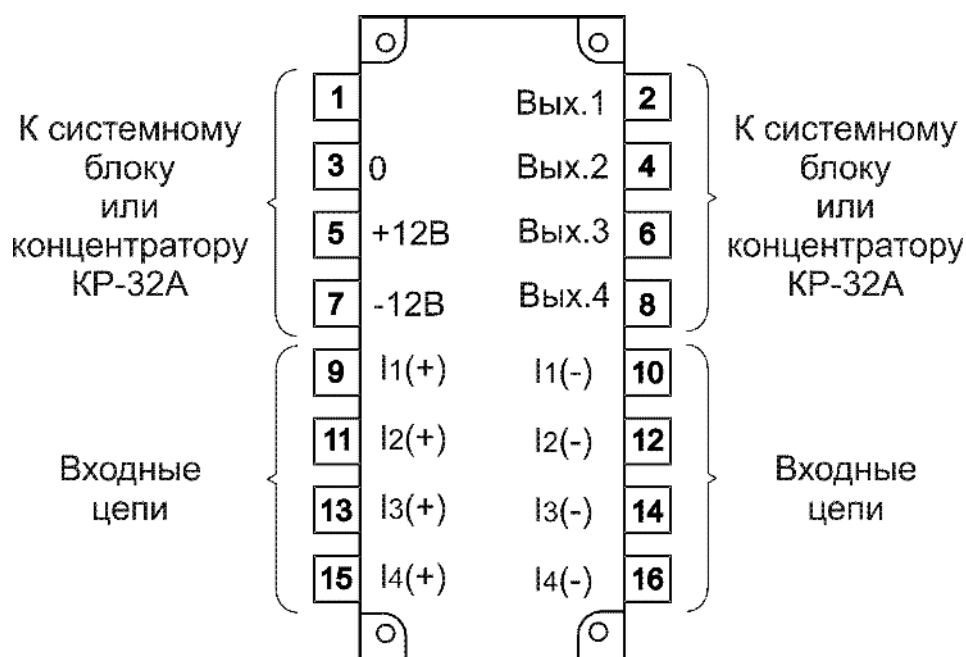 К системному
блоку
или
концентратору
КР-32А
1
3 0
5 +12В
7 -12В
9 I1(+)
11 I2(+)
13 I3(+)
15 I4(+)
Входные
цепи
Вых.1 2
Вых.2 4
Вых.3 6
Вых.4 8
I1(-) 10
I2(-) 12
I3(-) 14
I4(-) 16
К системному
блоку
или
концентратору
КР-32А
Входные
цепи